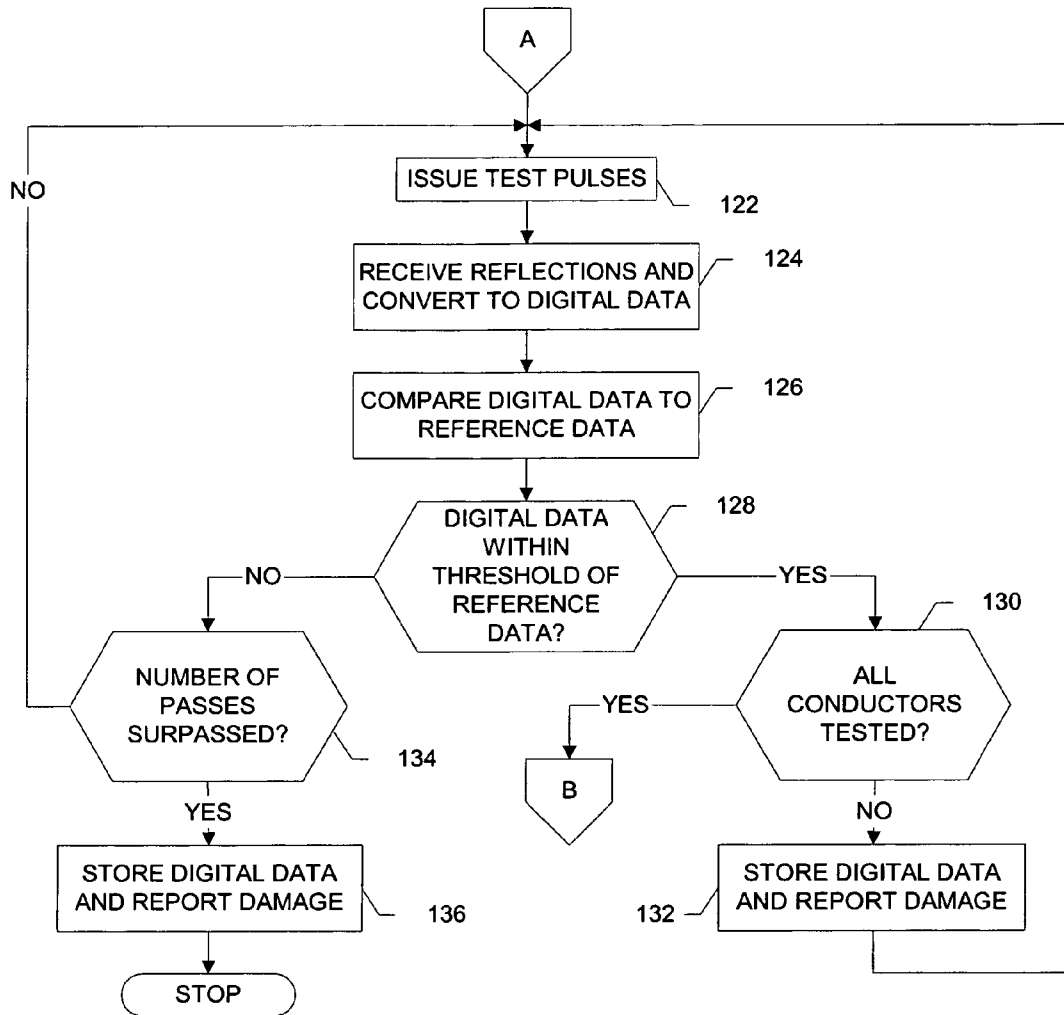 A
NO
ISSUE TEST PULSES
122
RECEIVE REFLECTIONS AND
CONVERT TO DIGITAL DATA
124
COMPARE DIGITAL DATA TO
REFERENCE DATA
126
DIGITAL DATA
WITHIN
THRESHOLD OF
REFERENCE
DATA?
128
NO
YES
130
NUMBER OF
PASSES
SURPASSED?
134
ALL
CONDUCTORS
TESTED?
YES
B
YES
NO
STORE DIGITAL DATA
AND REPORT DAMAGE
136
132
STORE DIGITAL DATA
AND REPORT DAMAGE
STOP